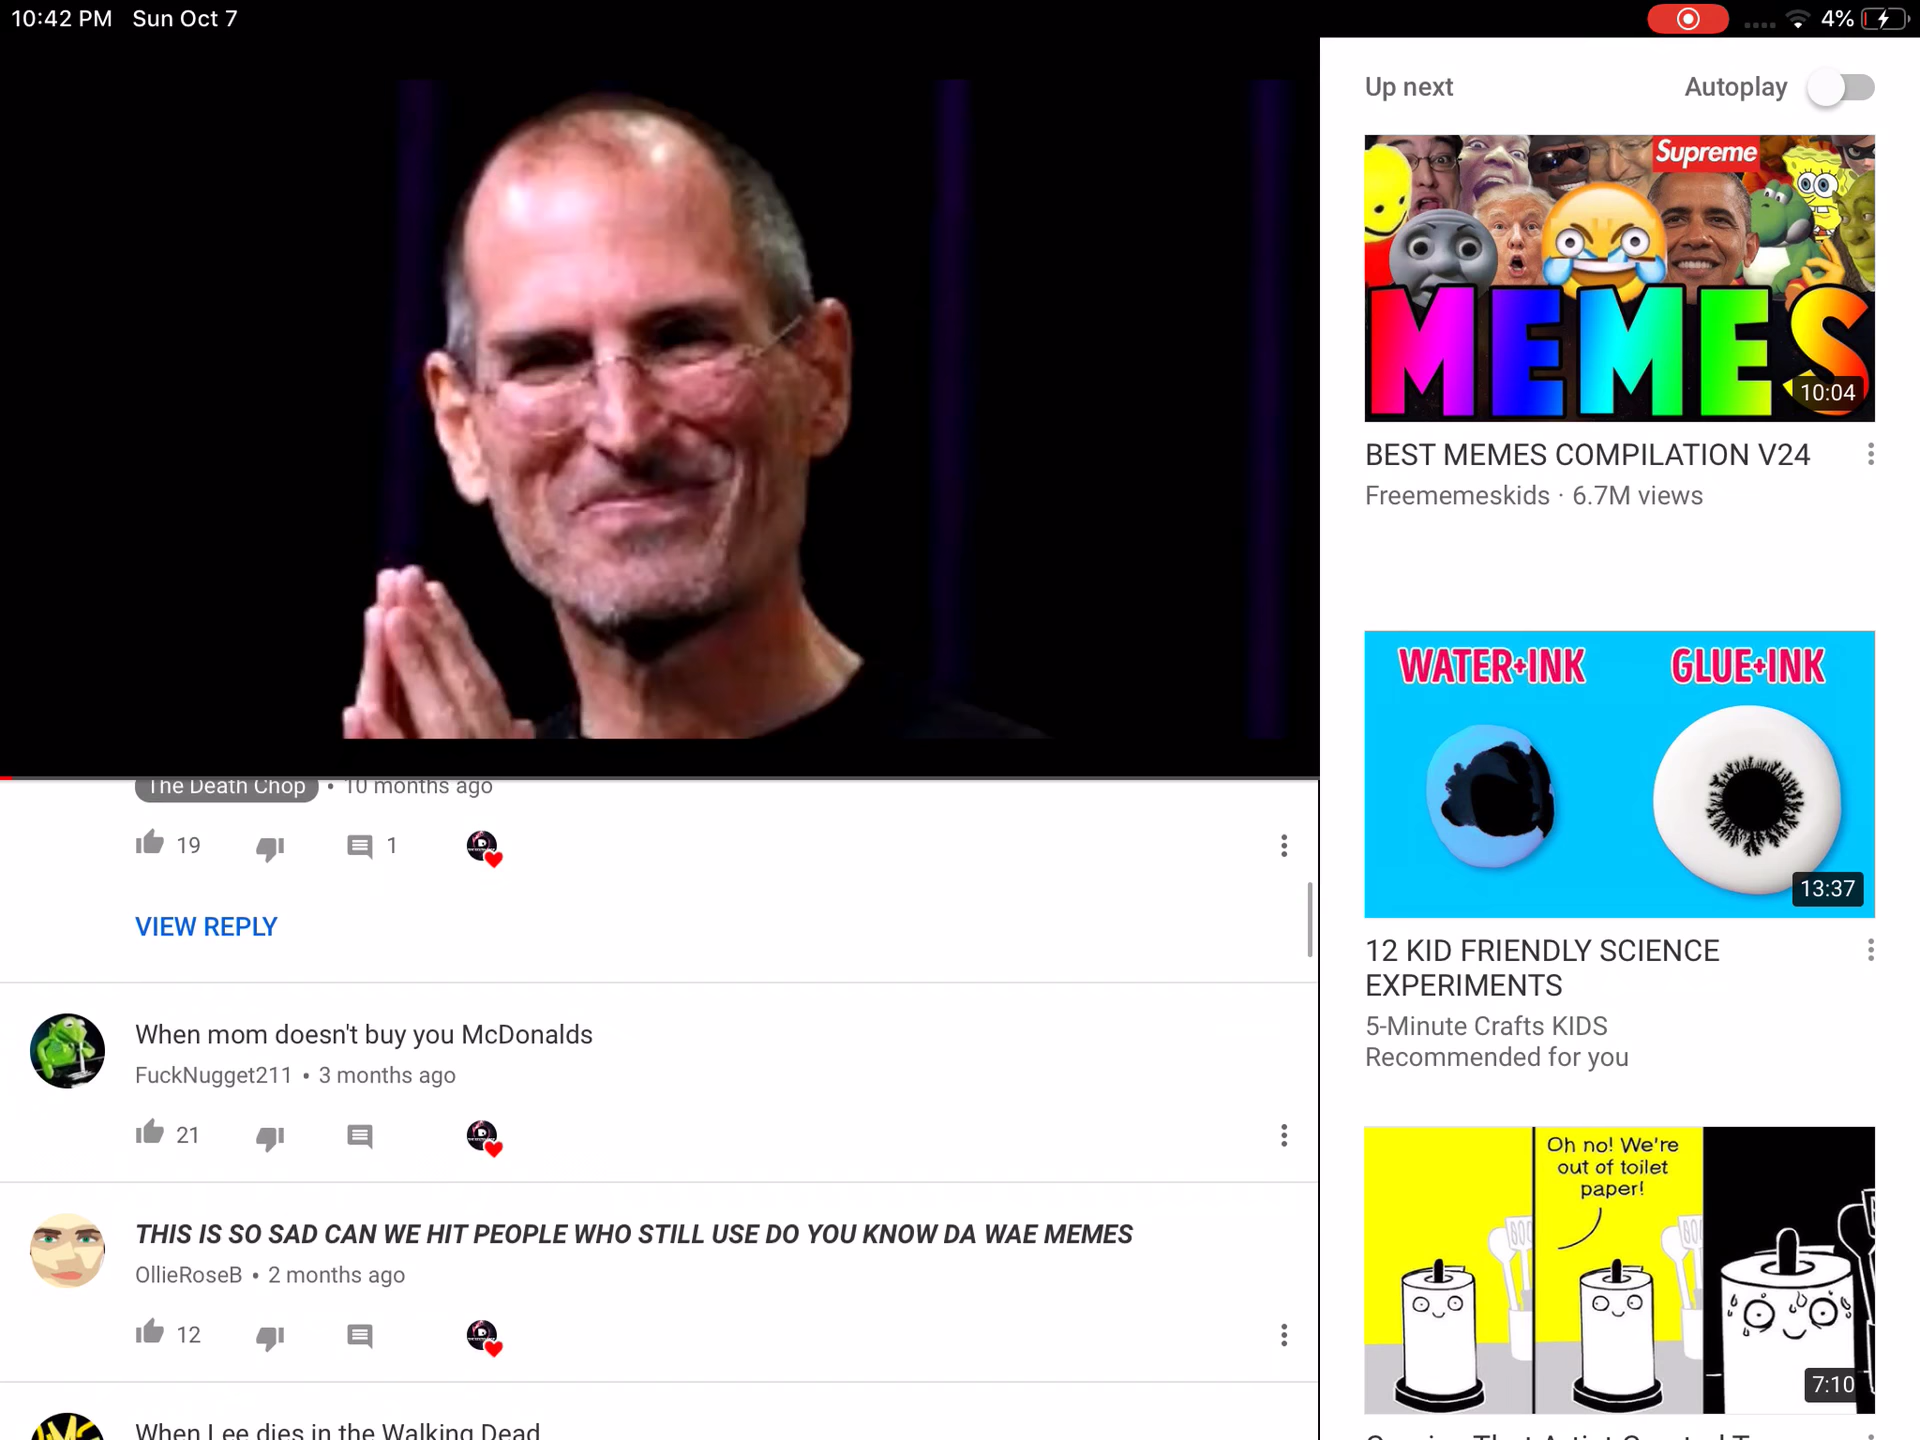 10:42 PM Sun Oct 7
4%
The Death Chop • 10 months ago
19
1
VIEW REPLY
When mom doesn't buy you McDonalds
FuckNugget211 • 3 months ago
21
THIS IS SO SAD CAN WE HIT PEOPLE WHO STILL USE DO YOU KNOW DA WAE MEMES
OllieRoseB • 2 months ago
12
When Lee dies in the Walking Dead
Up next
Autoplay
Supreme
MEMES
10:04
BEST MEMES COMPILATION V24
Freememeskids · 6.7M views
WATER+INK
GLUE+INK
13:37
12 KID FRIENDLY SCIENCE
EXPERIMENTS
5-Minute Crafts KIDS
Recommended for you
Oh no! We're
out of toilet
paper!
7:10